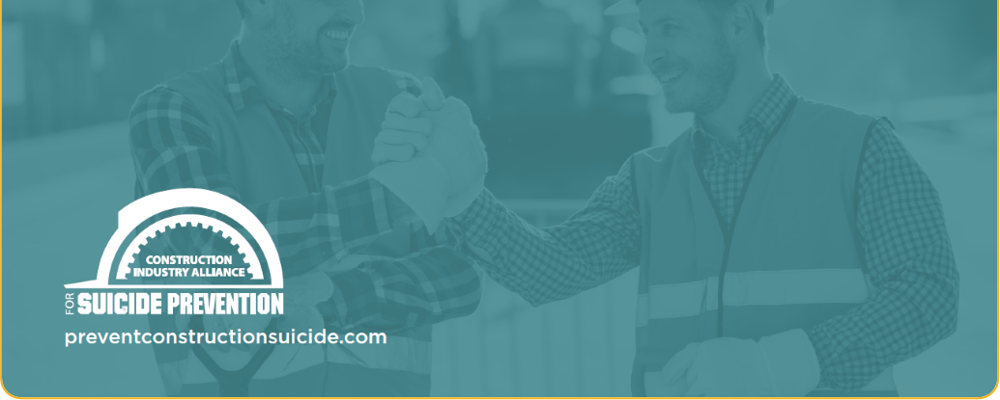 CONSTRUCTION
INDUSTRY ALLIANCE
FOR SUICIDE PREVENTION
preventconstructionsuicide.com